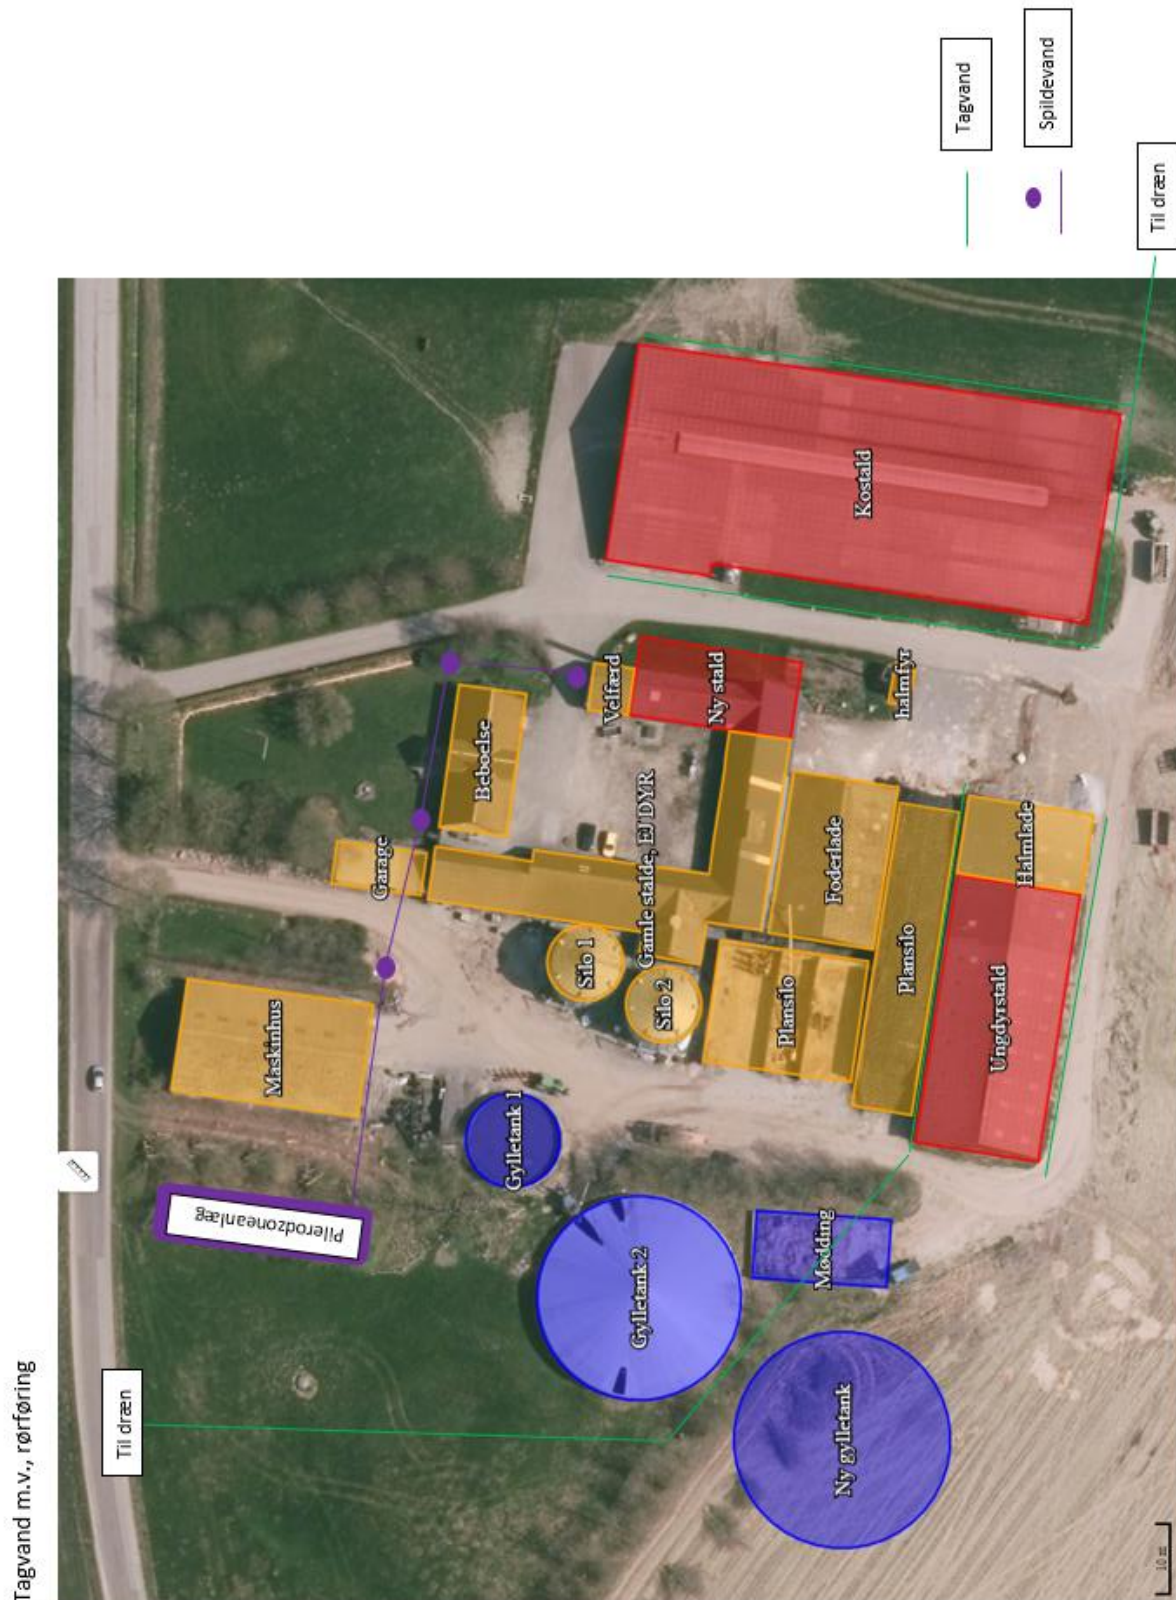 Tagvand m.v., rørføring
Til dræn
Pilerodzoneanlæg
Maskinhus
Garage
Beboelse
Gylletank 1
Silo 1
Velfærd
Gylletank 2
Silo 2
Gamle stalde, EJ DYR
Ny stald
Ny gylletank
Mødding
Plansilo
Foderlade
Kostald
Plansilo
halmfyr
Ungdyrstald
Halmlade
Tagvand
Spildevand
Til dræn
10 m